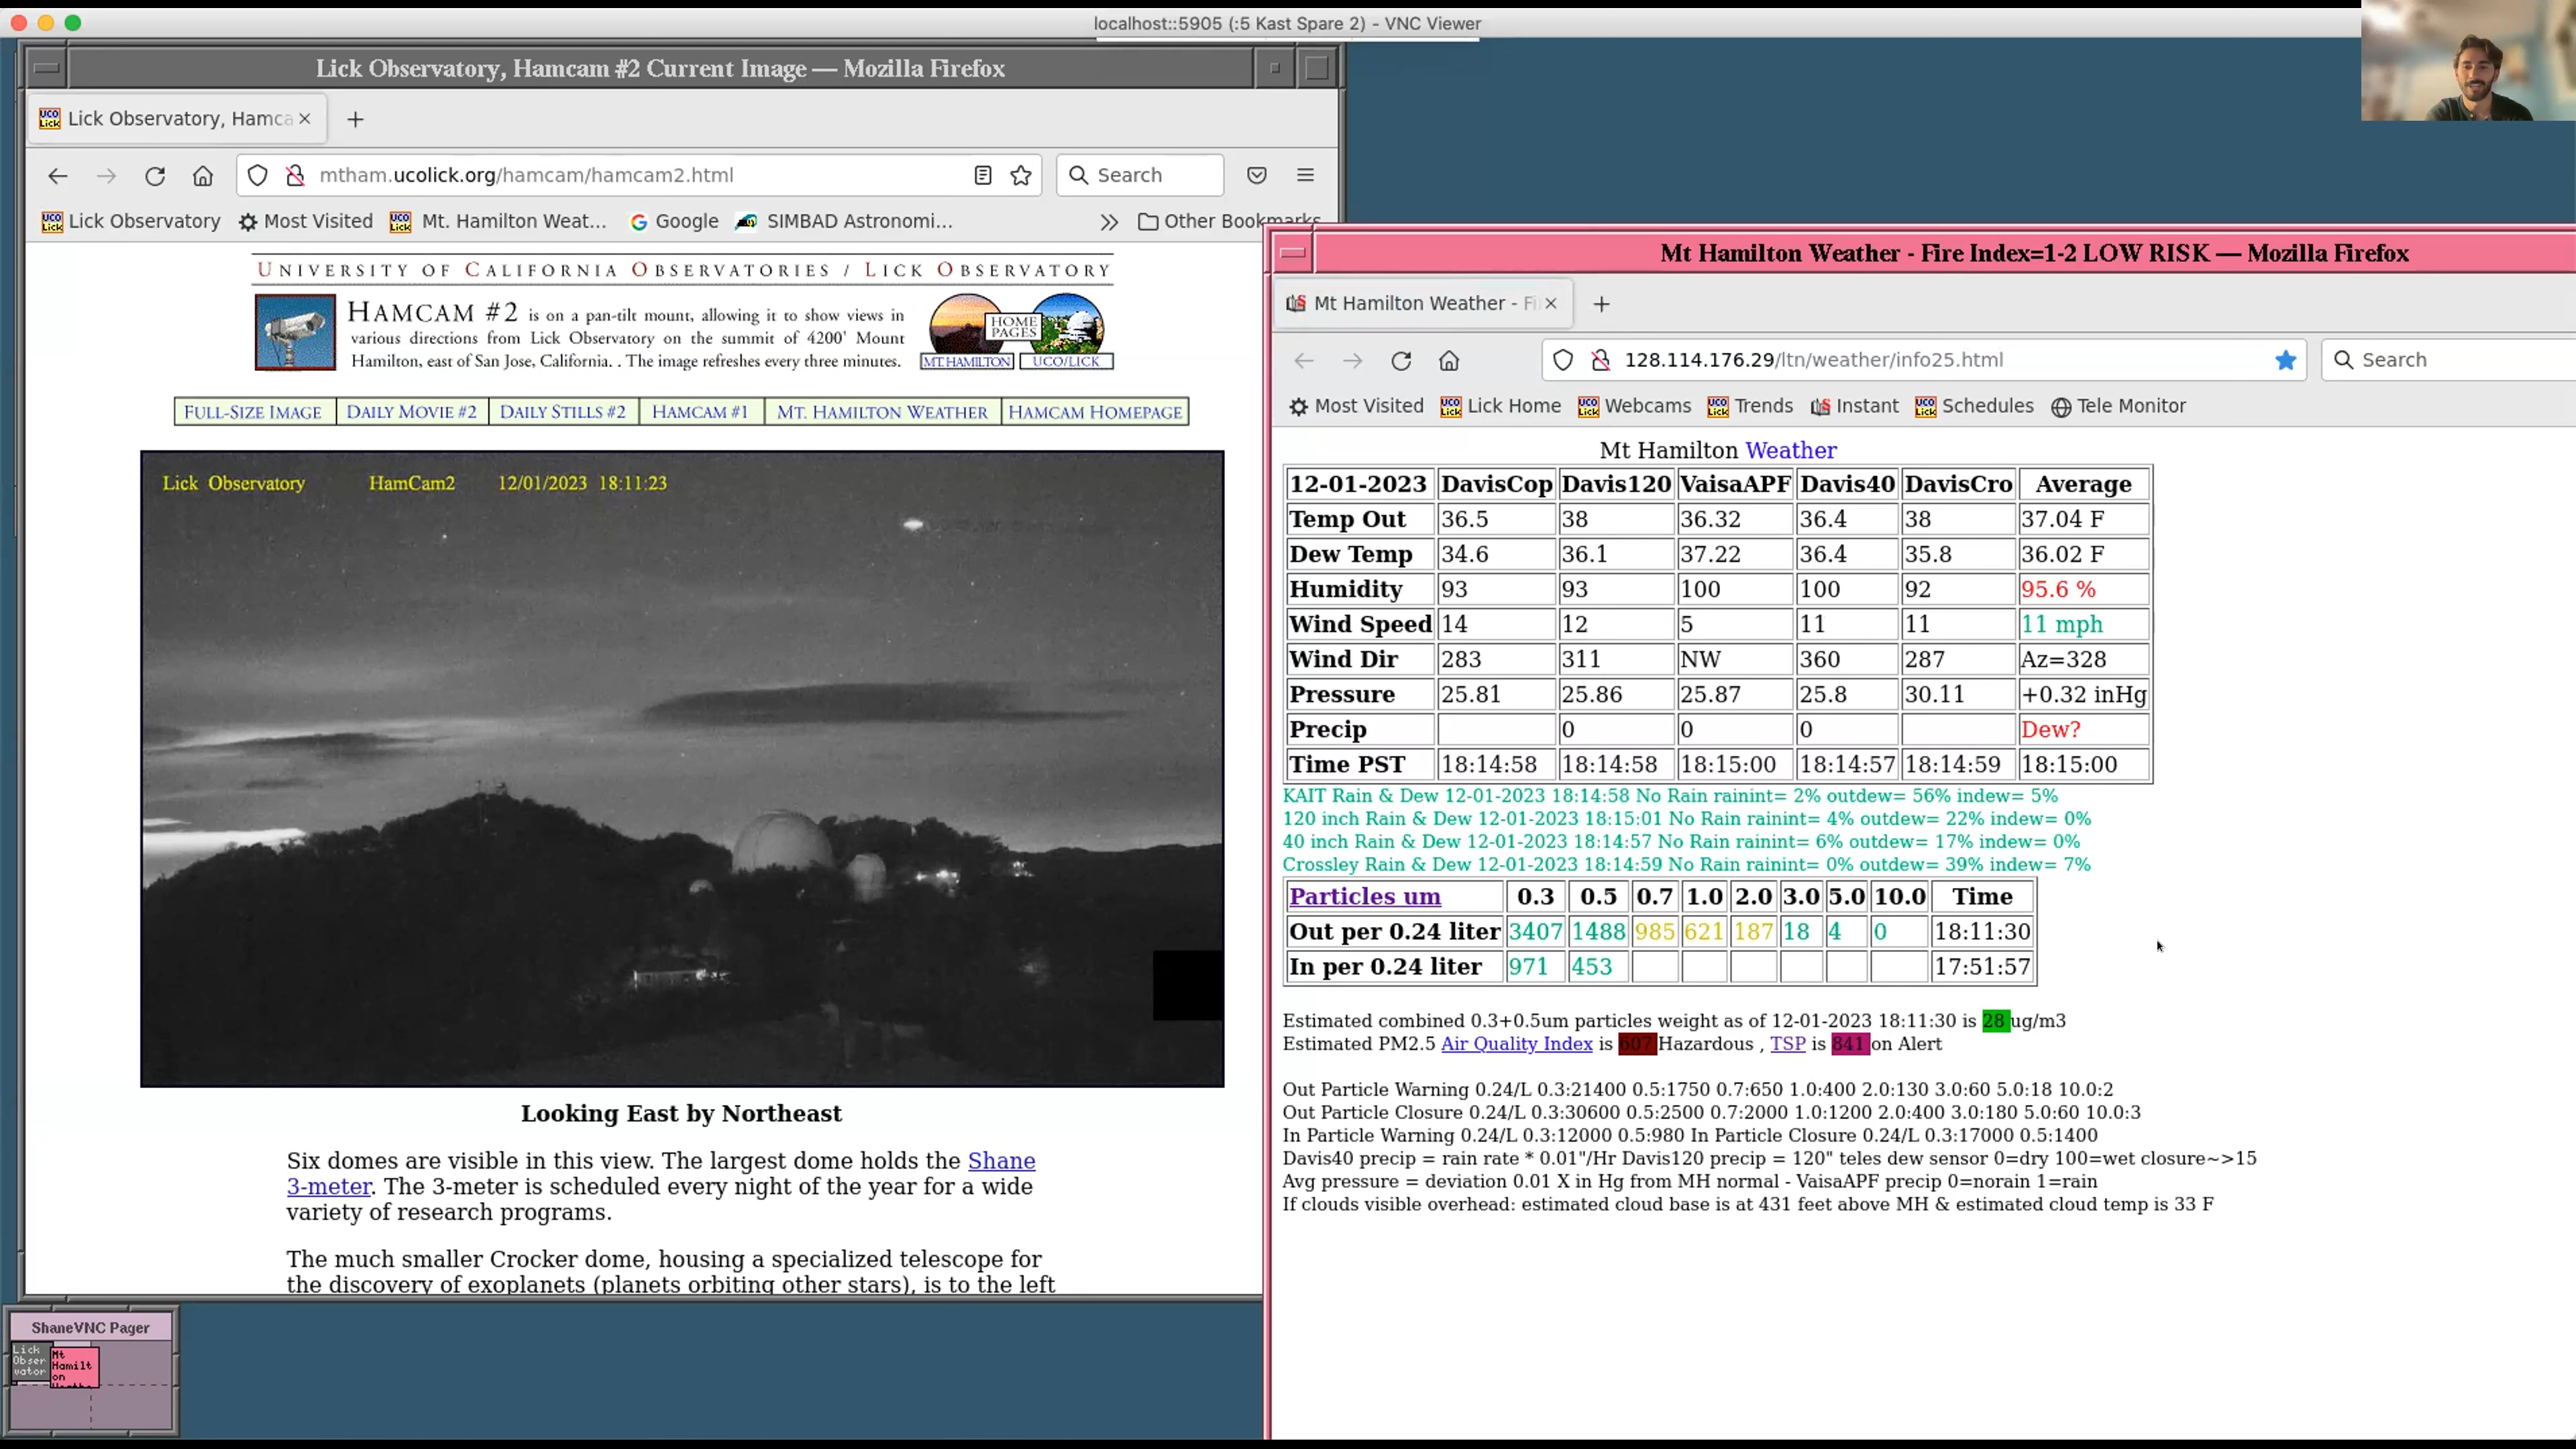 localhost::5905 (:5 Kast Spare 2) - VNC Viewer
Lick Observatory, Hamcam #2 Current Image — Mozilla Firefox
UCO Lick Lick Observatory, Hamca
mtham.ucolick.org/hamcam/hamcam2.html
Search
UCO Lick Lick Observatory Most Visited UCO Lick Mt. Hamilton Weat... Google SIMBAD Astronomi... Other Bookmarks
UNIVERSITY OF CALIFORNIA OBSERVATORIES / LICK OBSERVATORY
HAMCAM #2 is on a pan-tilt mount, allowing it to show views in
various directions from Lick Observatory on the summit of 4200' Mount
Hamilton, east of San Jose, California. . The image refreshes every three minutes.
HOME PAGES
MT HAMILTON UCO/LICK
FULL-SIZE IMAGE DAILY MOVIE #2 DAILY STILLS #2 HAMCAM #1 MT. HAMILTON WEATHER HAMCAM HOMEPAGE
Lick Observatory HamCam2 12/01/2023 18:11:23
Looking East by Northeast
Six domes are visible in this view. The largest dome holds the Shane
3-meter. The 3-meter is scheduled every night of the year for a wide
variety of research programs.
The much smaller Crocker dome, housing a specialized telescope for
the discovery of exoplanets (planets orbiting other stars), is to the left
ShaneVNC Pager
Lick
Obser
vator
Mt
Hamilt
on
Mt Hamilton Weather - Fire Index=1-2 LOW RISK — Mozilla Firefox
Mt Hamilton Weather - Fi
128.114.176.29/ltn/weather/info25.html
Search
Most Visited UCO Lick Lick Home UCO Lick Webcams UCO Lick Trends Instant UCO Lick Schedules Tele Monitor
Mt Hamilton Weather
12-01-2023 DavisCop Davis120 VaisaAPF Davis40 DavisCro Average
Temp Out 36.5 38 36.32 36.4 38 37.04 F
Dew Temp 34.6 36.1 37.22 36.4 35.8 36.02 F
Humidity 93 93 100 100 92 95.6 %
Wind Speed 14 12 5 11 11 11 mph
Wind Dir 283 311 NW 360 287 Az=328
Pressure 25.81 25.86 25.87 25.8 30.11 +0.32 inHg
Precip 0 0 0 Dew?
Time PST 18:14:58 18:14:58 18:15:00 18:14:57 18:14:59 18:15:00
KAIT Rain & Dew 12-01-2023 18:14:58 No Rain rainint= 2% outdew= 56% indew= 5%
120 inch Rain & Dew 12-01-2023 18:15:01 No Rain rainint= 4% outdew= 22% indew= 0%
40 inch Rain & Dew 12-01-2023 18:14:57 No Rain rainint= 6% outdew= 17% indew= 0%
Crossley Rain & Dew 12-01-2023 18:14:59 No Rain rainint= 0% outdew= 39% indew= 7%
Particles um 0.3 0.5 0.7 1.0 2.0 3.0 5.0 10.0 Time
Out per 0.24 liter 3407 1488 985 621 187 18 4 0 18:11:30
In per 0.24 liter 971 453 17:51:57
Estimated combined 0.3+0.5um particles weight as of 12-01-2023 18:11:30 is 28 ug/m3
Estimated PM2.5 Air Quality Index is 607 Hazardous , TSP is 841 on Alert
Out Particle Warning 0.24/L 0.3:21400 0.5:1750 0.7:650 1.0:400 2.0:130 3.0:60 5.0:18 10.0:2
Out Particle Closure 0.24/L 0.3:30600 0.5:2500 0.7:2000 1.0:1200 2.0:400 3.0:180 5.0:60 10.0:3
In Particle Warning 0.24/L 0.3:12000 0.5:980 In Particle Closure 0.24/L 0.3:17000 0.5:1400
Davis40 precip = rain rate * 0.01"/Hr Davis120 precip = 120" teles dew sensor 0=dry 100=wet closure~>15
Avg pressure = deviation 0.01 X in Hg from MH normal - VaisaAPF precip 0=norain 1=rain
If clouds visible overhead: estimated cloud base is at 431 feet above MH & estimated cloud temp is 33 F